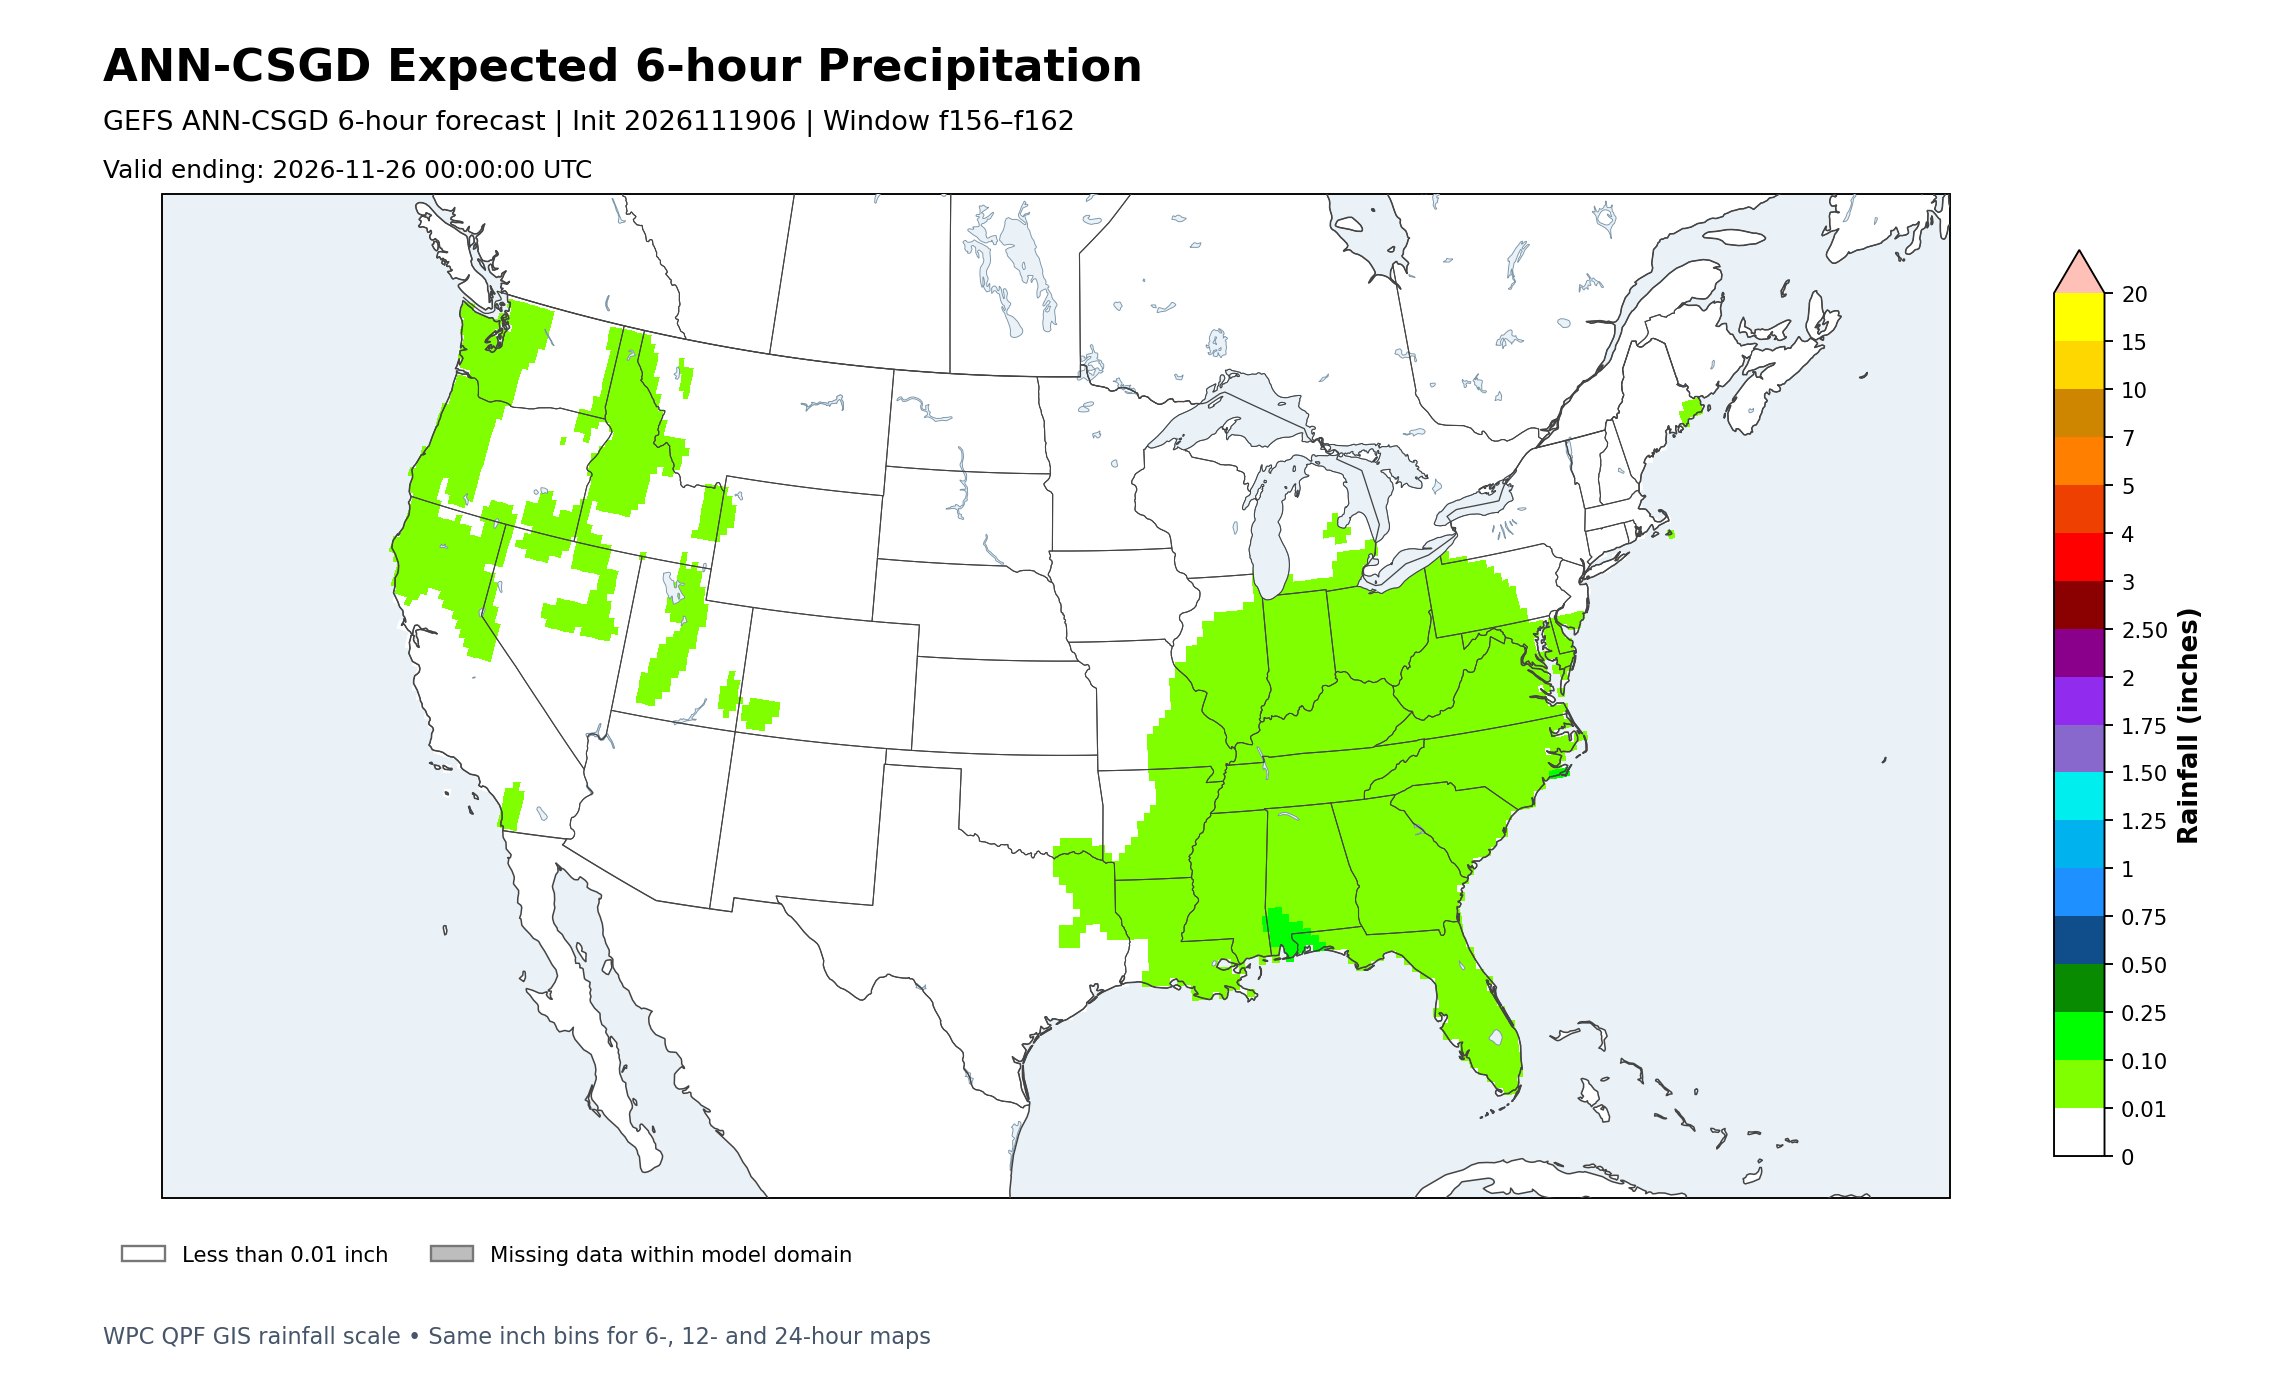 ANN-CSGD Expected 6-hour Precipitation
GEFS ANN-CSGD 6-hour forecast | Init 2026111906 | Window f156–f162
Valid ending: 2026-11-26 00:00:00 UTC
20
15
10
7
5
4
3
2.50
2
1.75
1.50
1.25
1
0.75
0.50
0.25
0.10
0.01
0
Rainfall (inches)
Less than 0.01 inch
Missing data within model domain
WPC QPF GIS rainfall scale • Same inch bins for 6-, 12- and 24-hour maps